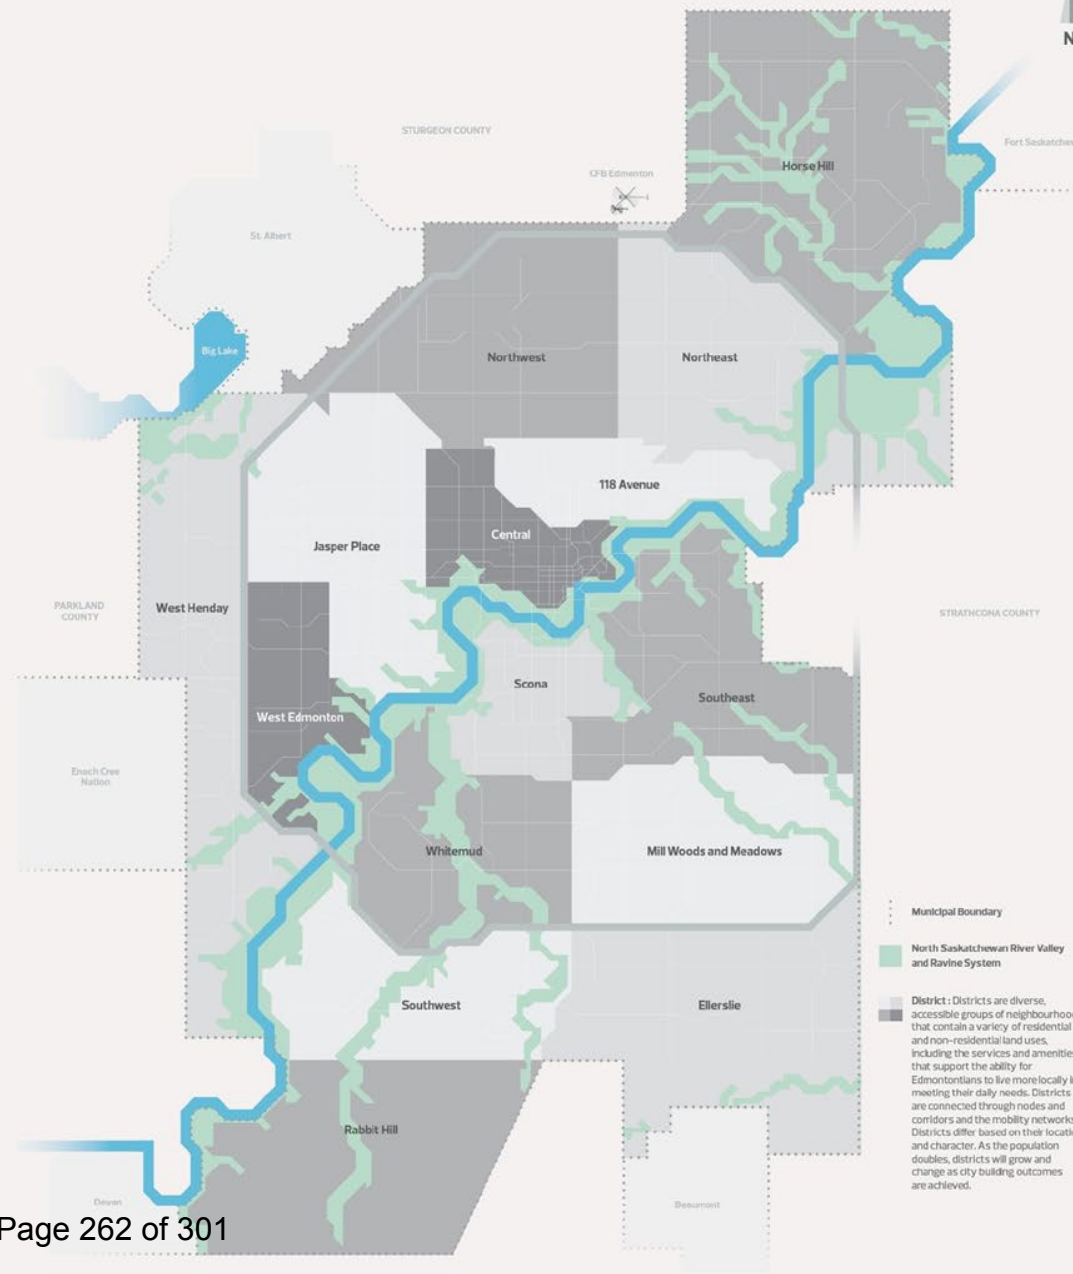 N
STURGEON COUNTY
Fort Saskatchew
Horse Hill
CFB Edmonton
St. Albert
Big Lake
Northwest
Northeast
118 Avenue
Central
Jasper Place
PARKLAND
COUNTY
West Henday
STRATHCONA COUNTY
Scona
Southeast
West Edmonton
Enoch Cree
Nation
Whitemud
Mill Woods and Meadows
Municipal Boundary
North Saskatchewan River Valley
and Ravine System
District : Districts are diverse,
accessible groups of neighbourhoo
that contain a variety of residential
and non-residential land uses,
including the services and amenitie
that support the ability for
Edmontontians to live more locally i
meeting their daily needs. Districts
are connected through nodes and
corridors and the mobility networks
Districts differ based on their locati
and character. As the population
doubles, districts will grow and
change as city building outcomes
are achieved.
Southwest
Ellerslie
Rabbit Hill
Devon
Beaumont
Page 262 of 301